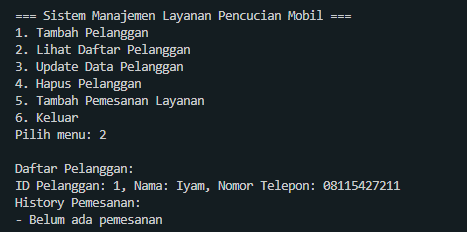 === Sistem Manajemen Layanan Pencucian Mobil ===
1. Tambah Pelanggan
2. Lihat Daftar Pelanggan
3. Update Data Pelanggan
4. Hapus Pelanggan
5. Tambah Pemesanan Layanan
6. Keluar
Pilih menu: 2
Daftar Pelanggan:
ID Pelanggan: 1, Nama: Iyam, Nomor Telepon: 08115427211
History Pemesanan:
- Belum ada pemesanan